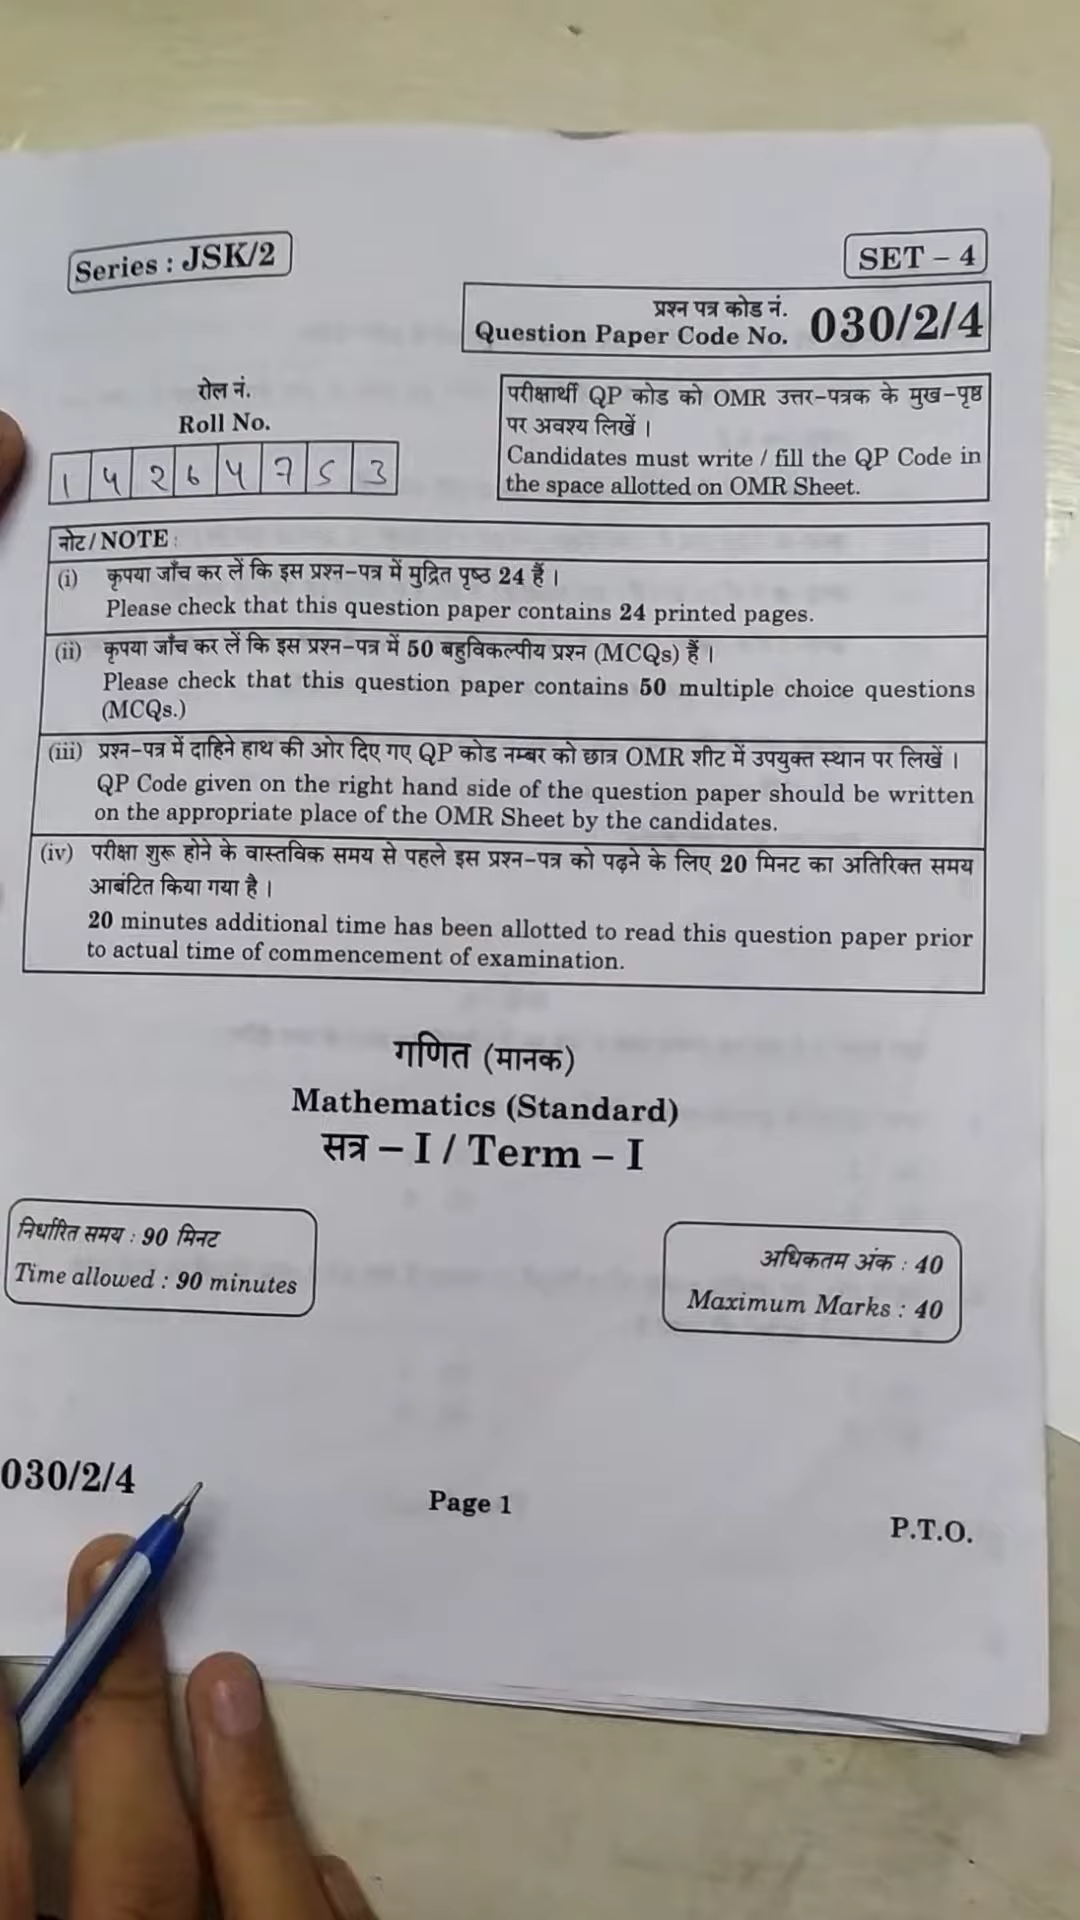 Series : JSK/2
SET – 4
प्रश्न पत्र कोड नं.
Question Paper Code No. 030/2/4
रोल नं.
Roll No.
1 4 2 6 4 7 5 3
परीक्षार्थी QP कोड को OMR उत्तर-पत्रक के मुख-पृष्ठ
पर अवश्य लिखें ।
Candidates must write / fill the QP Code in
the space allotted on OMR Sheet.
नोट/NOTE :
(i) कृपया जाँच कर लें कि इस प्रश्न-पत्र में मुद्रित पृष्ठ 24 हैं ।
Please check that this question paper contains 24 printed pages.
(ii) कृपया जाँच कर लें कि इस प्रश्न-पत्र में 50 बहुविकल्पीय प्रश्न (MCQs) हैं ।
Please check that this question paper contains 50 multiple choice questions
(MCQs.)
(iii) प्रश्न-पत्र में दाहिने हाथ की ओर दिए गए QP कोड नम्बर को छात्र OMR शीट में उपयुक्त स्थान पर लिखें ।
QP Code given on the right hand side of the question paper should be written
on the appropriate place of the OMR Sheet by the candidates.
(iv) परीक्षा शुरू होने के वास्तविक समय से पहले इस प्रश्न-पत्र को पढ़ने के लिए 20 मिनट का अतिरिक्त समय
आबंटित किया गया है ।
20 minutes additional time has been allotted to read this question paper prior
to actual time of commencement of examination.
गणित (मानक)
Mathematics (Standard)
सत्र – I / Term – I
निर्धारित समय : 90 मिनट
Time allowed : 90 minutes
अधिकतम अंक : 40
Maximum Marks : 40
030/2/4
Page 1
P.T.O.